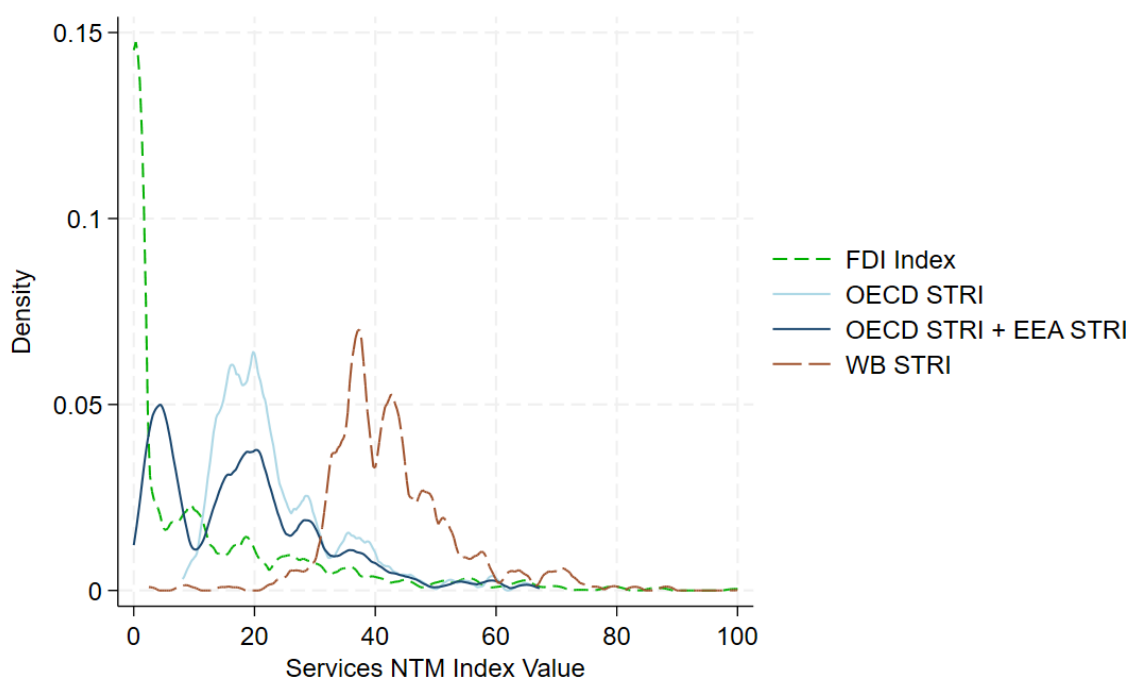 0.15
0.1
0.05
0
Density
0 20 40 60 80 100
Services NTM Index Value
FDI Index
OECD STRI
OECD STRI + EEA STRI
WB STRI